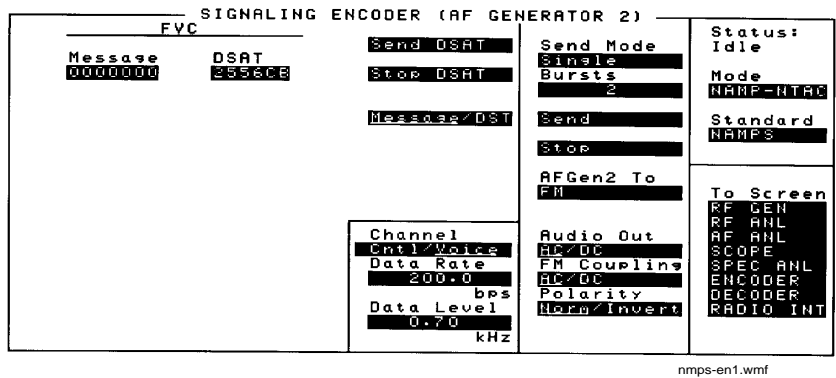 SIGNALING ENCODER (AF GENERATOR 2)
FVC
Message
0000000
DSAT
2556CB
Send DSAT
Stop DSAT
Message/DST
Channel
Cntl/Voice
Data Rate
200.0
bps
Data Level
0.70
kHz
Send Mode
Single
Bursts
2
Send
Stop
AFGen2 To
FM
Audio Out
AC/DC
FM Coupling
AC/DC
Polarity
Norm/Invert
Status:
Idle
Mode
NAMP-NTAC
Standard
NAMPS
To Screen
RF GEN
RF ANL
AF ANL
SCOPE
SPEC ANL
ENCODER
DECODER
RADIO INT
nmps-en1.wmf